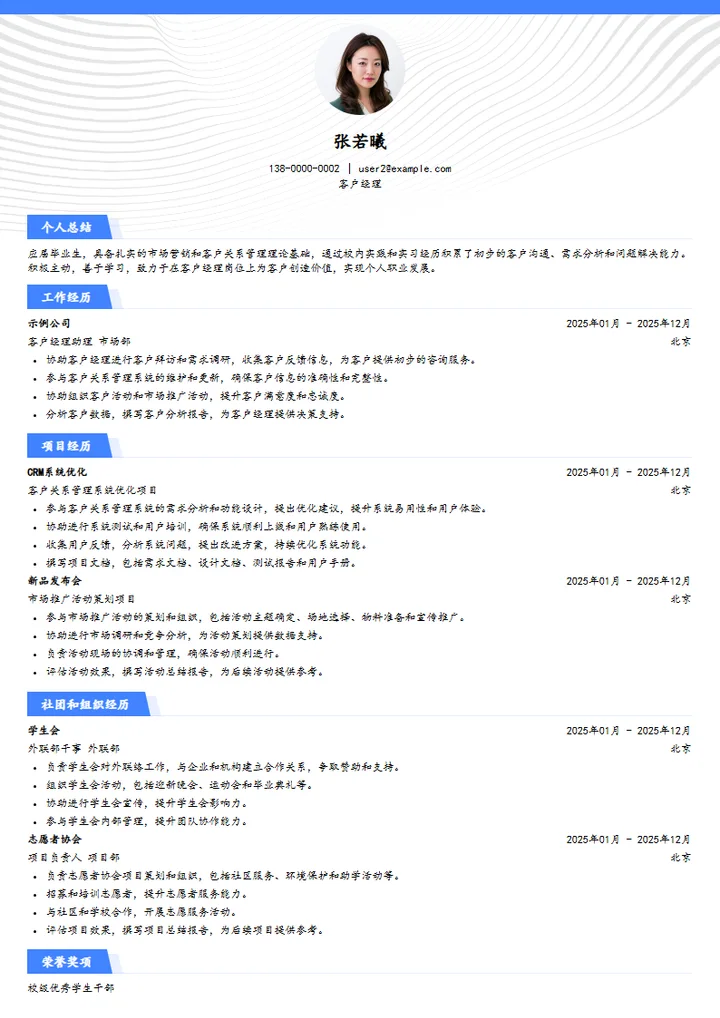 张若曦
138-0000-0002 | user2@example.com
客户经理
个人总结
应届毕业生，具备扎实的市场营销和客户关系管理理论基础，通过校内实践和实习经历积累了初步的客户沟通、需求分析和问题解决能力。
积极主动，善于学习，致力于在客户经理岗位上为客户创造价值，实现个人职业发展。
工作经历
示例公司 2025年01月 - 2025年12月
客户经理助理 市场部 北京
• 协助客户经理进行客户拜访和需求调研，收集客户反馈信息，为客户提供初步的咨询服务。
• 参与客户关系管理系统的维护和更新，确保客户信息的准确性和完整性。
• 协助组织客户活动和市场推广活动，提升客户满意度和忠诚度。
• 分析客户数据，撰写客户分析报告，为客户经理提供决策支持。
项目经历
CRM系统优化 2025年01月 - 2025年12月
客户关系管理系统优化项目 北京
• 参与客户关系管理系统的需求分析和功能设计，提出优化建议，提升系统易用性和用户体验。
• 协助进行系统测试和用户培训，确保系统顺利上线和用户熟练使用。
• 收集用户反馈，分析系统问题，提出改进方案，持续优化系统功能。
• 撰写项目文档，包括需求文档、设计文档、测试报告和用户手册。
新品发布会 2025年01月 - 2025年12月
市场推广活动策划项目 北京
• 参与市场推广活动的策划和组织，包括活动主题确定、场地选择、物料准备和宣传推广。
• 协助进行市场调研和竞争分析，为活动策划提供数据支持。
• 负责活动现场的协调和管理，确保活动顺利进行。
• 评估活动效果，撰写活动总结报告，为后续活动提供参考。
社团和组织经历
学生会 2025年01月 - 2025年12月
外联部干事 外联部 北京
• 负责学生会对外联络工作，与企业和机构建立合作关系，争取赞助和支持。
• 组织学生会活动，包括迎新晚会、运动会和毕业典礼等。
• 协助进行学生会宣传，提升学生会影响力。
• 参与学生会内部管理，提升团队协作能力。
志愿者协会 2025年01月 - 2025年12月
项目负责人 项目部 北京
• 负责志愿者协会项目策划和组织，包括社区服务、环境保护和助学活动等。
• 招募和培训志愿者，提升志愿者服务能力。
• 与社区和学校合作，开展志愿服务活动。
• 评估项目效果，撰写项目总结报告，为后续项目提供参考。
荣誉奖项
校级优秀学生干部